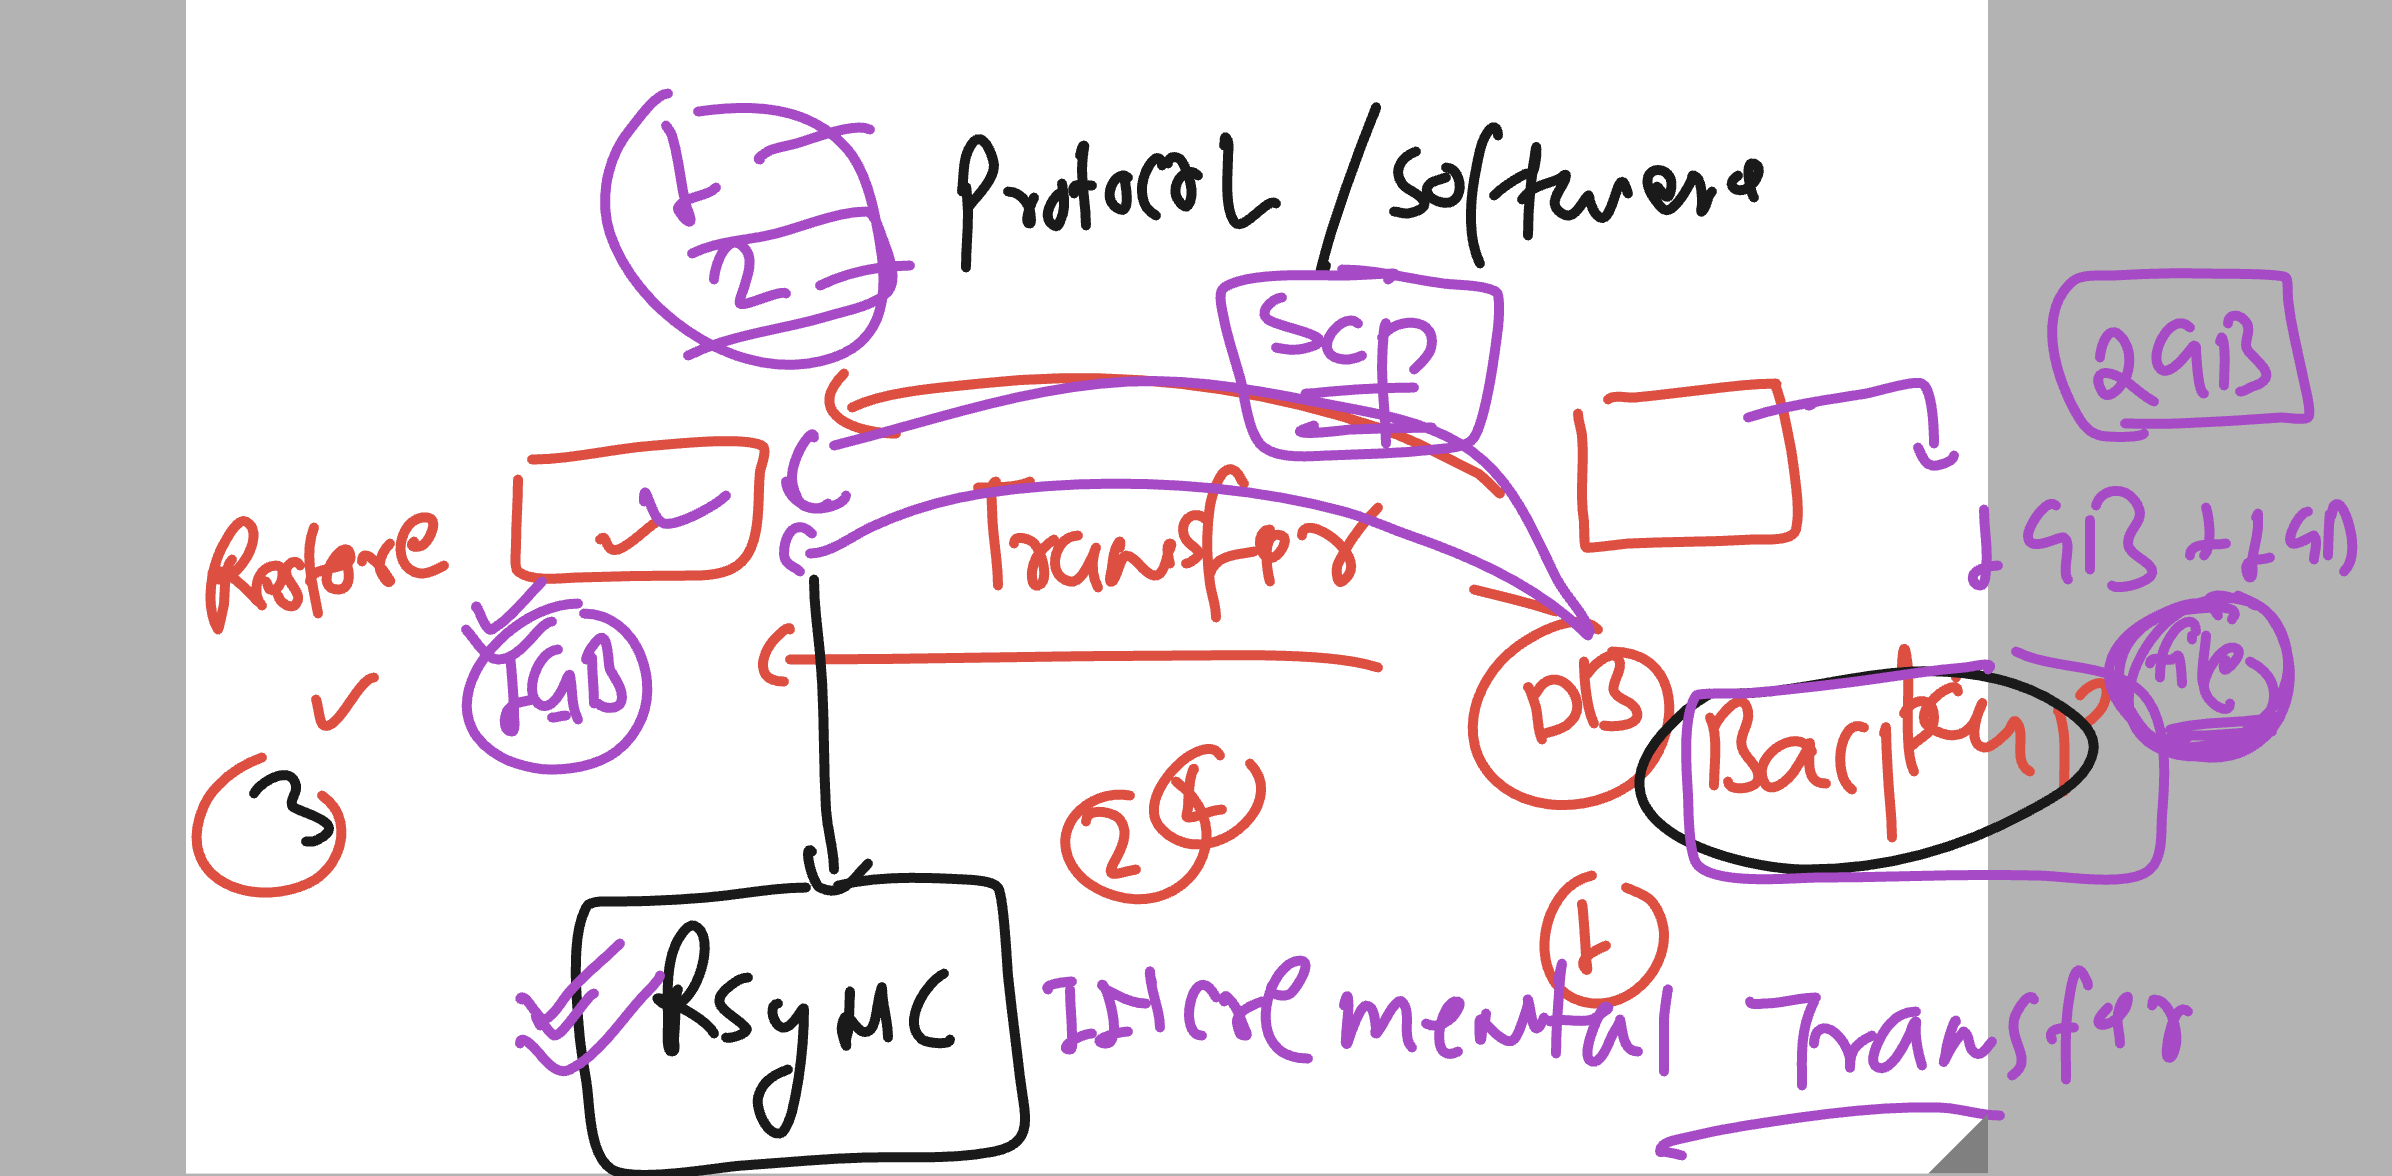 1
2
Protocol / Software
scp
2GB
Transfer
Restore
1GB + 1GB
1GB
DB
Backup
file
3
2
1
1
Rsync
Incremental Transfer